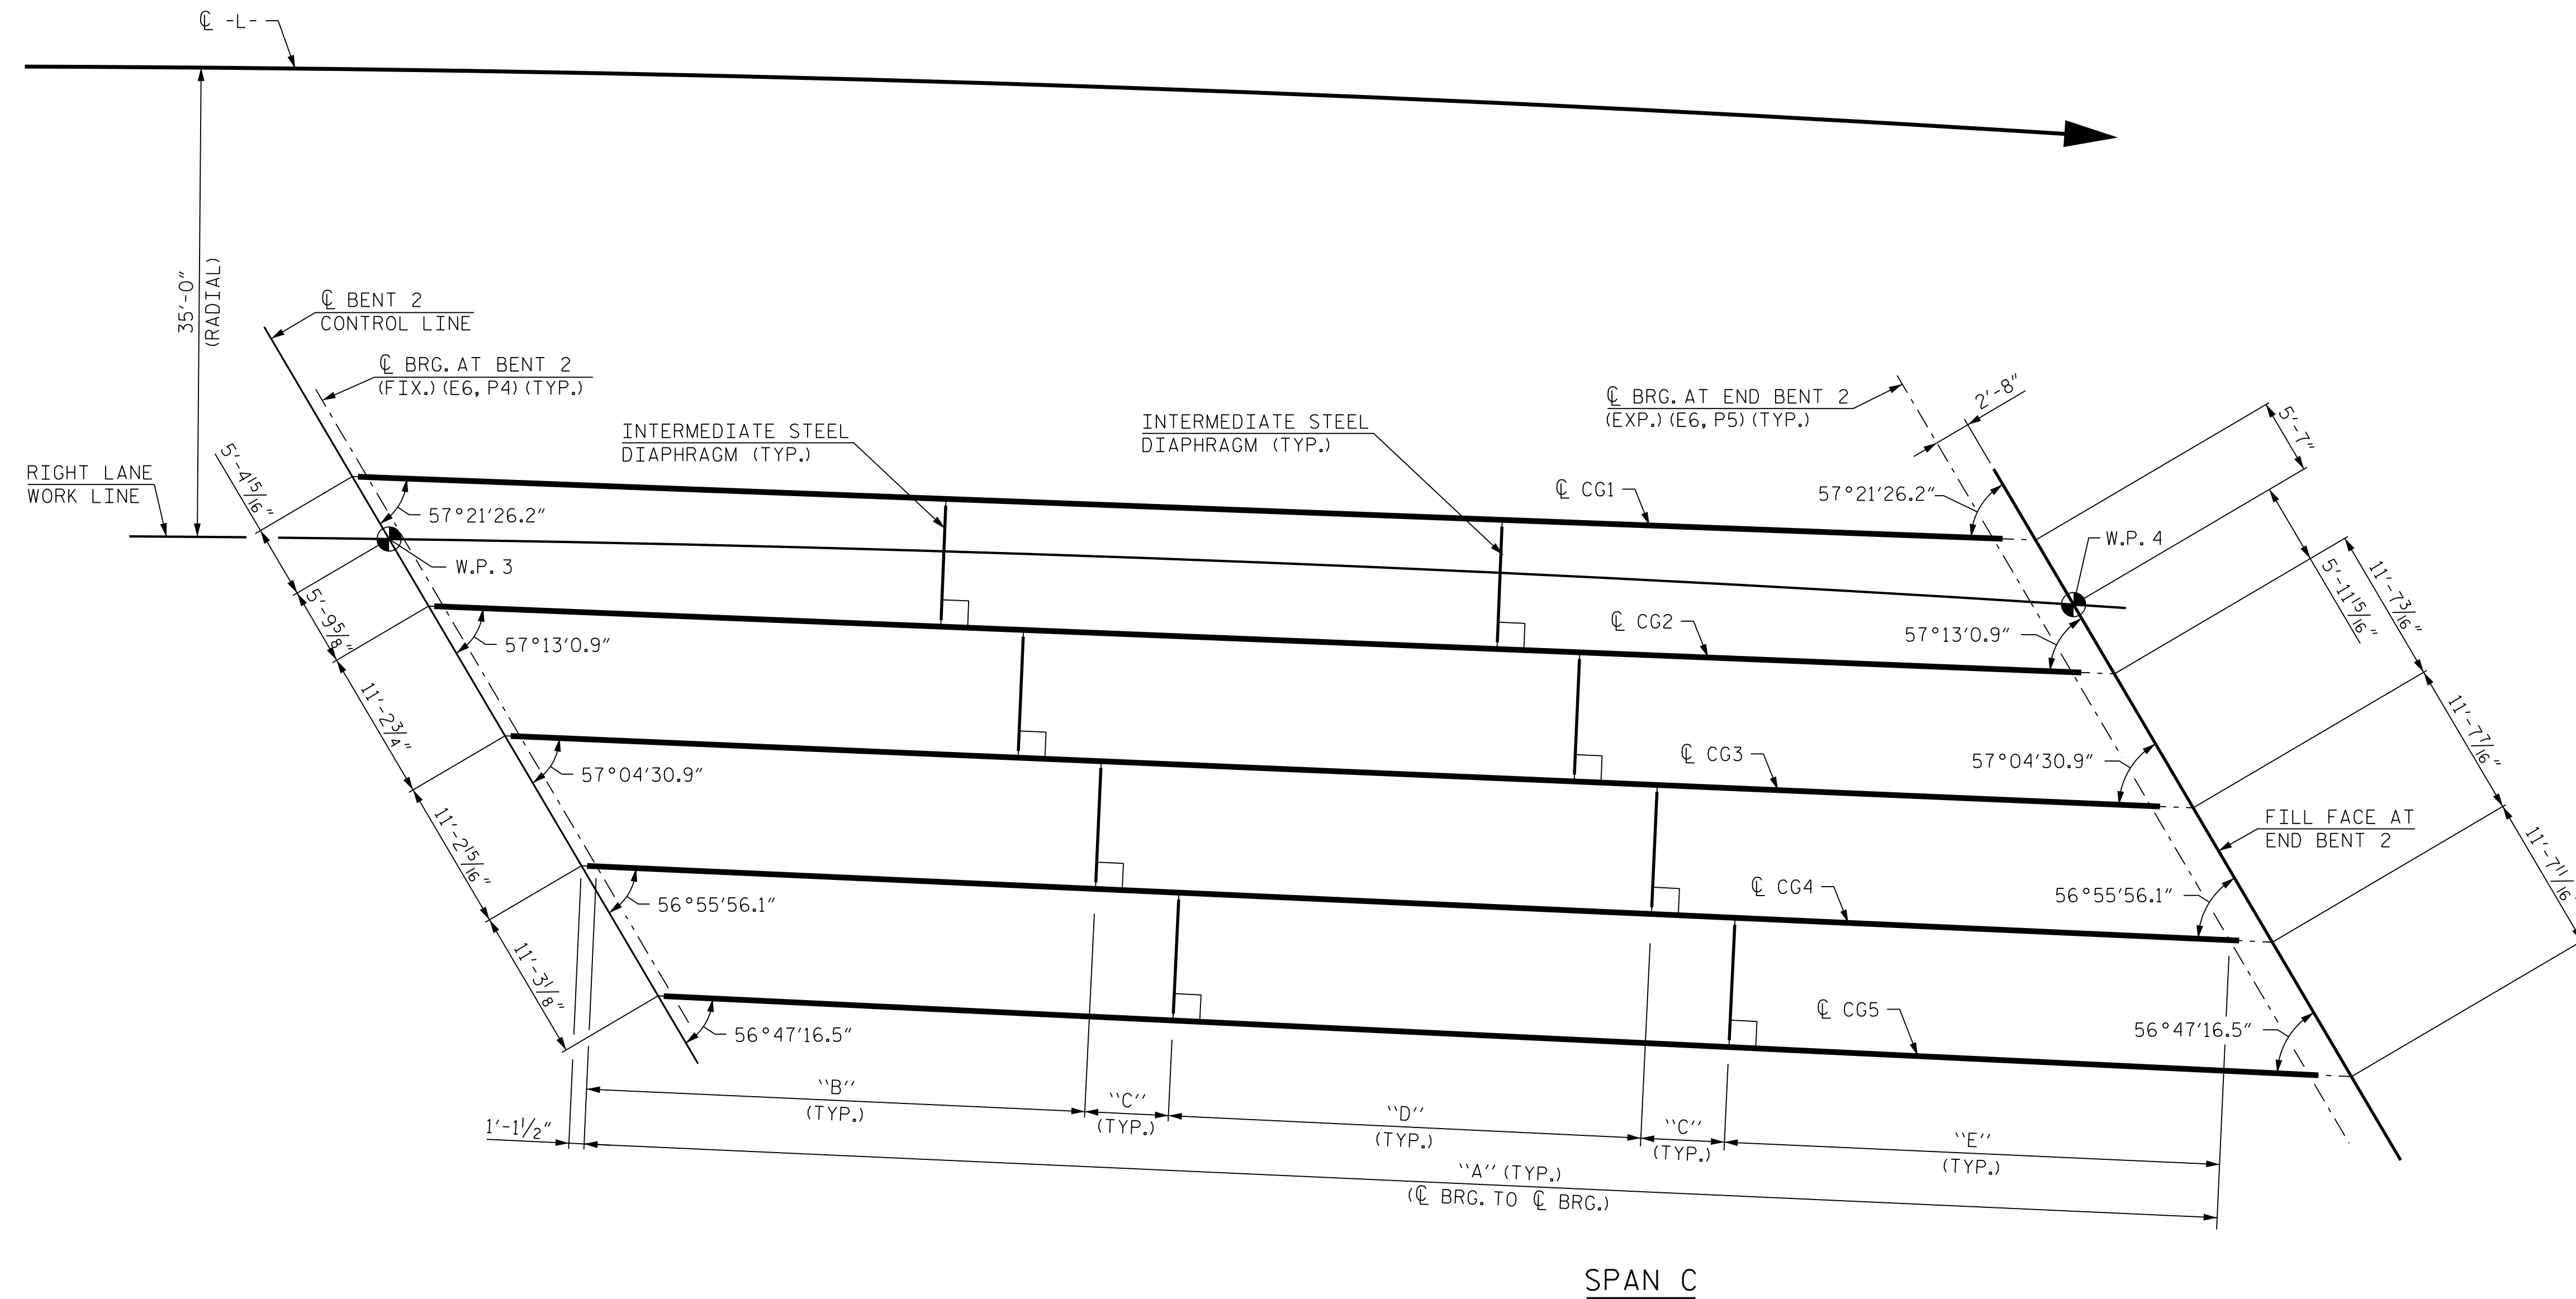 ℄ -L-
35'-0"
(RADIAL)
℄ BENT 2
CONTROL LINE
℄ BRG. AT BENT 2
(FIX.) (E6, P4) (TYP.)
INTERMEDIATE STEEL
DIAPHRAGM (TYP.)
INTERMEDIATE STEEL
DIAPHRAGM (TYP.)
℄ BRG. AT END BENT 2
(EXP.) (E6, P5) (TYP.)
2'-8"
5'-7"
RIGHT LANE
WORK LINE
5'-4 15/16"
57°21'26.2"
℄ CG1
57°21'26.2"
W.P. 3
W.P. 4
5'-11 15/16"
11'-7 3/16"
5'-9 5/8"
57°13'0.9"
℄ CG2
57°13'0.9"
11'-2 3/4"
57°04'30.9"
℄ CG3
57°04'30.9"
11'-7 7/16"
FILL FACE AT
END BENT 2
11'-2 15/16"
56°55'56.1"
℄ CG4
56°55'56.1"
11'-7 11/16"
11'-3 1/8"
56°47'16.5"
℄ CG5
56°47'16.5"
1'-1 1/2"
"B"
(TYP.)
"C"
(TYP.)
"D"
(TYP.)
"C"
(TYP.)
"E"
(TYP.)
"A" (TYP.)
(℄ BRG. TO ℄ BRG.)
SPAN C